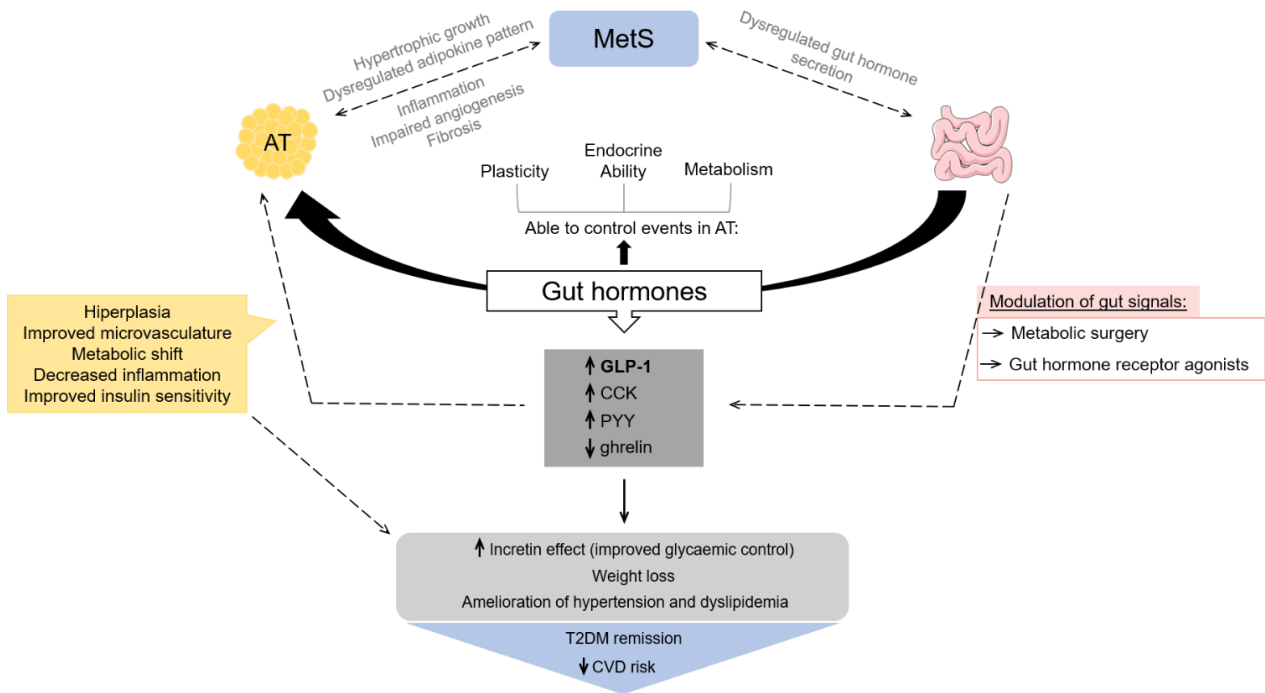 MetS
Hypertrophic growth
Dysregulated adipokine pattern
Inflammation
Impaired angiogenesis
Fibrosis
Dysregulated gut hormone
secretion
AT
Plasticity
Endocrine
Ability
Metabolism
Able to control events in AT:
Gut hormones
Hiperplasia
Improved microvasculature
Metabolic shift
Decreased inflammation
Improved insulin sensitivity
Modulation of gut signals:
→ Metabolic surgery
→ Gut hormone receptor agonists
↑ GLP-1
↑ CCK
↑ PYY
↓ ghrelin
↑ Incretin effect (improved glycaemic control)
Weight loss
Amelioration of hypertension and dyslipidemia
T2DM remission
↓ CVD risk